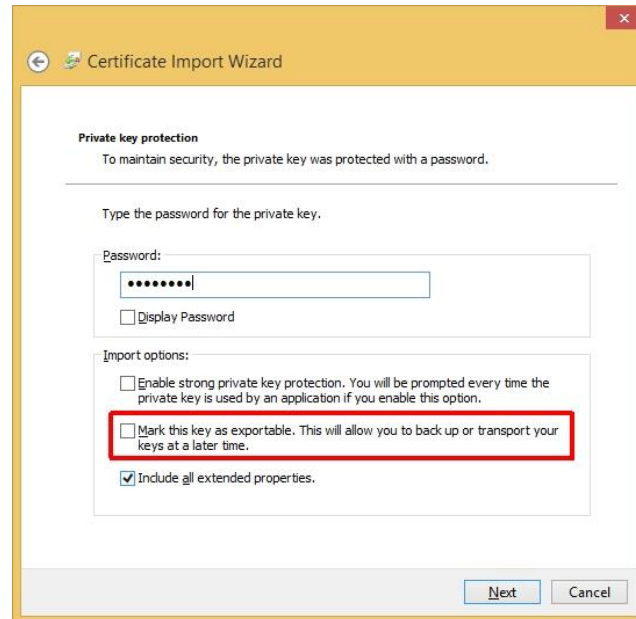 Certificate Import Wizard
Private key protection
To maintain security, the private key was protected with a password.
Type the password for the private key.
Password:
••••••••
Display Password
Import options:
Enable strong private key protection. You will be prompted every time the
private key is used by an application if you enable this option.
Mark this key as exportable. This will allow you to back up or transport your
keys at a later time.
Include all extended properties.
Next Cancel